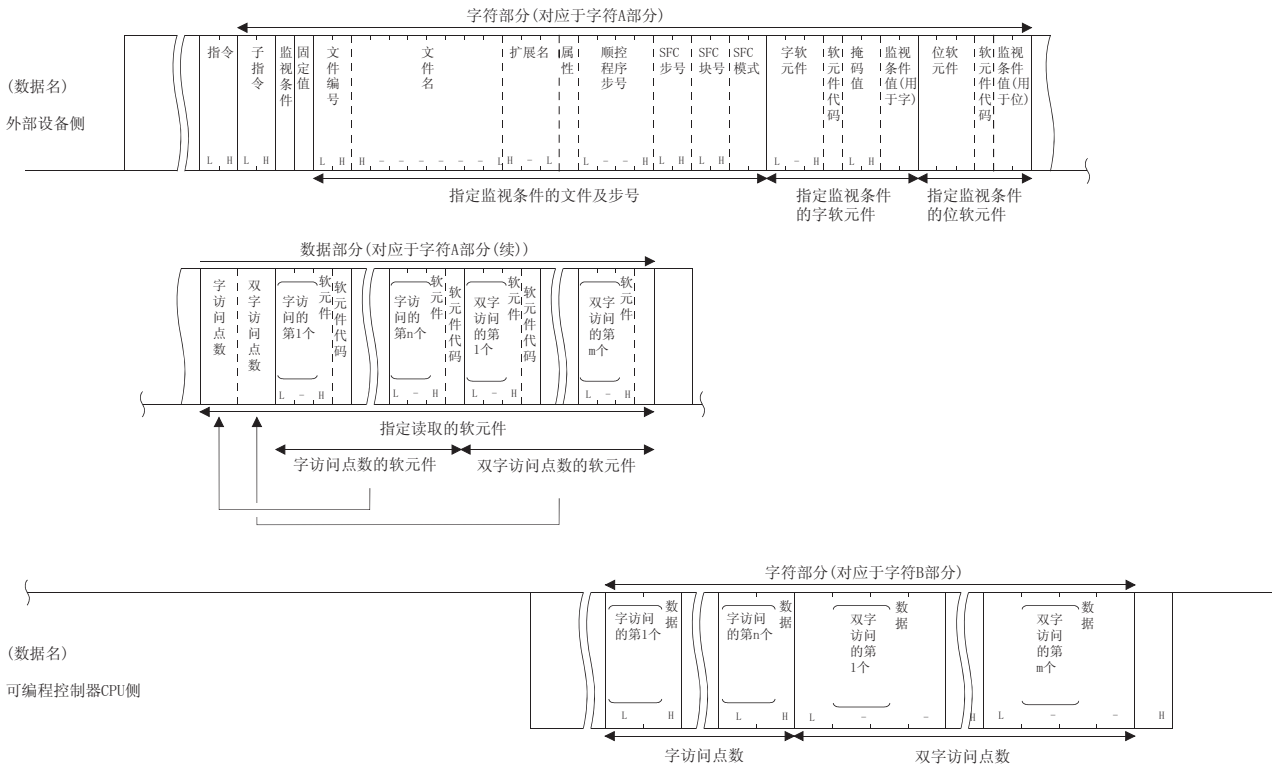 字符部分(对应于字符A部分)
指令
子指令
监视条件
固定值
文件编号
文件名
扩展名
属性
顺控程序步号
SFC步号
SFC块号
SFC模式
字软元件
软元件代码
掩码值
监视条件值(用于字)
位软元件
软元件代码
监视条件值(用于位)
(数据名)
外部设备侧
L H L H L H H - - - - - - L H - L L - - H L H L H L - H L H
指定监视条件的文件及步号
指定监视条件的字软元件
指定监视条件的位软元件
数据部分(对应于字符A部分(续))
字访问点数
双字访问点数
字访问的第1个
软元件
软元件代码
字访问的第n个
软元件
软元件代码
双字访问的第1个
软元件
软元件代码
双字访问的第m个
软元件
L - H L - H L - H L - H
指定读取的软元件
字访问点数的软元件
双字访问点数的软元件
字符部分(对应于字符B部分)
字访问的第1个
数据
字访问的第n个
数据
双字访问的第1个
数据
双字访问的第m个
数据
(数据名)
可编程控制器CPU侧
L H L H L - - H L - - H
字访问点数
双字访问点数